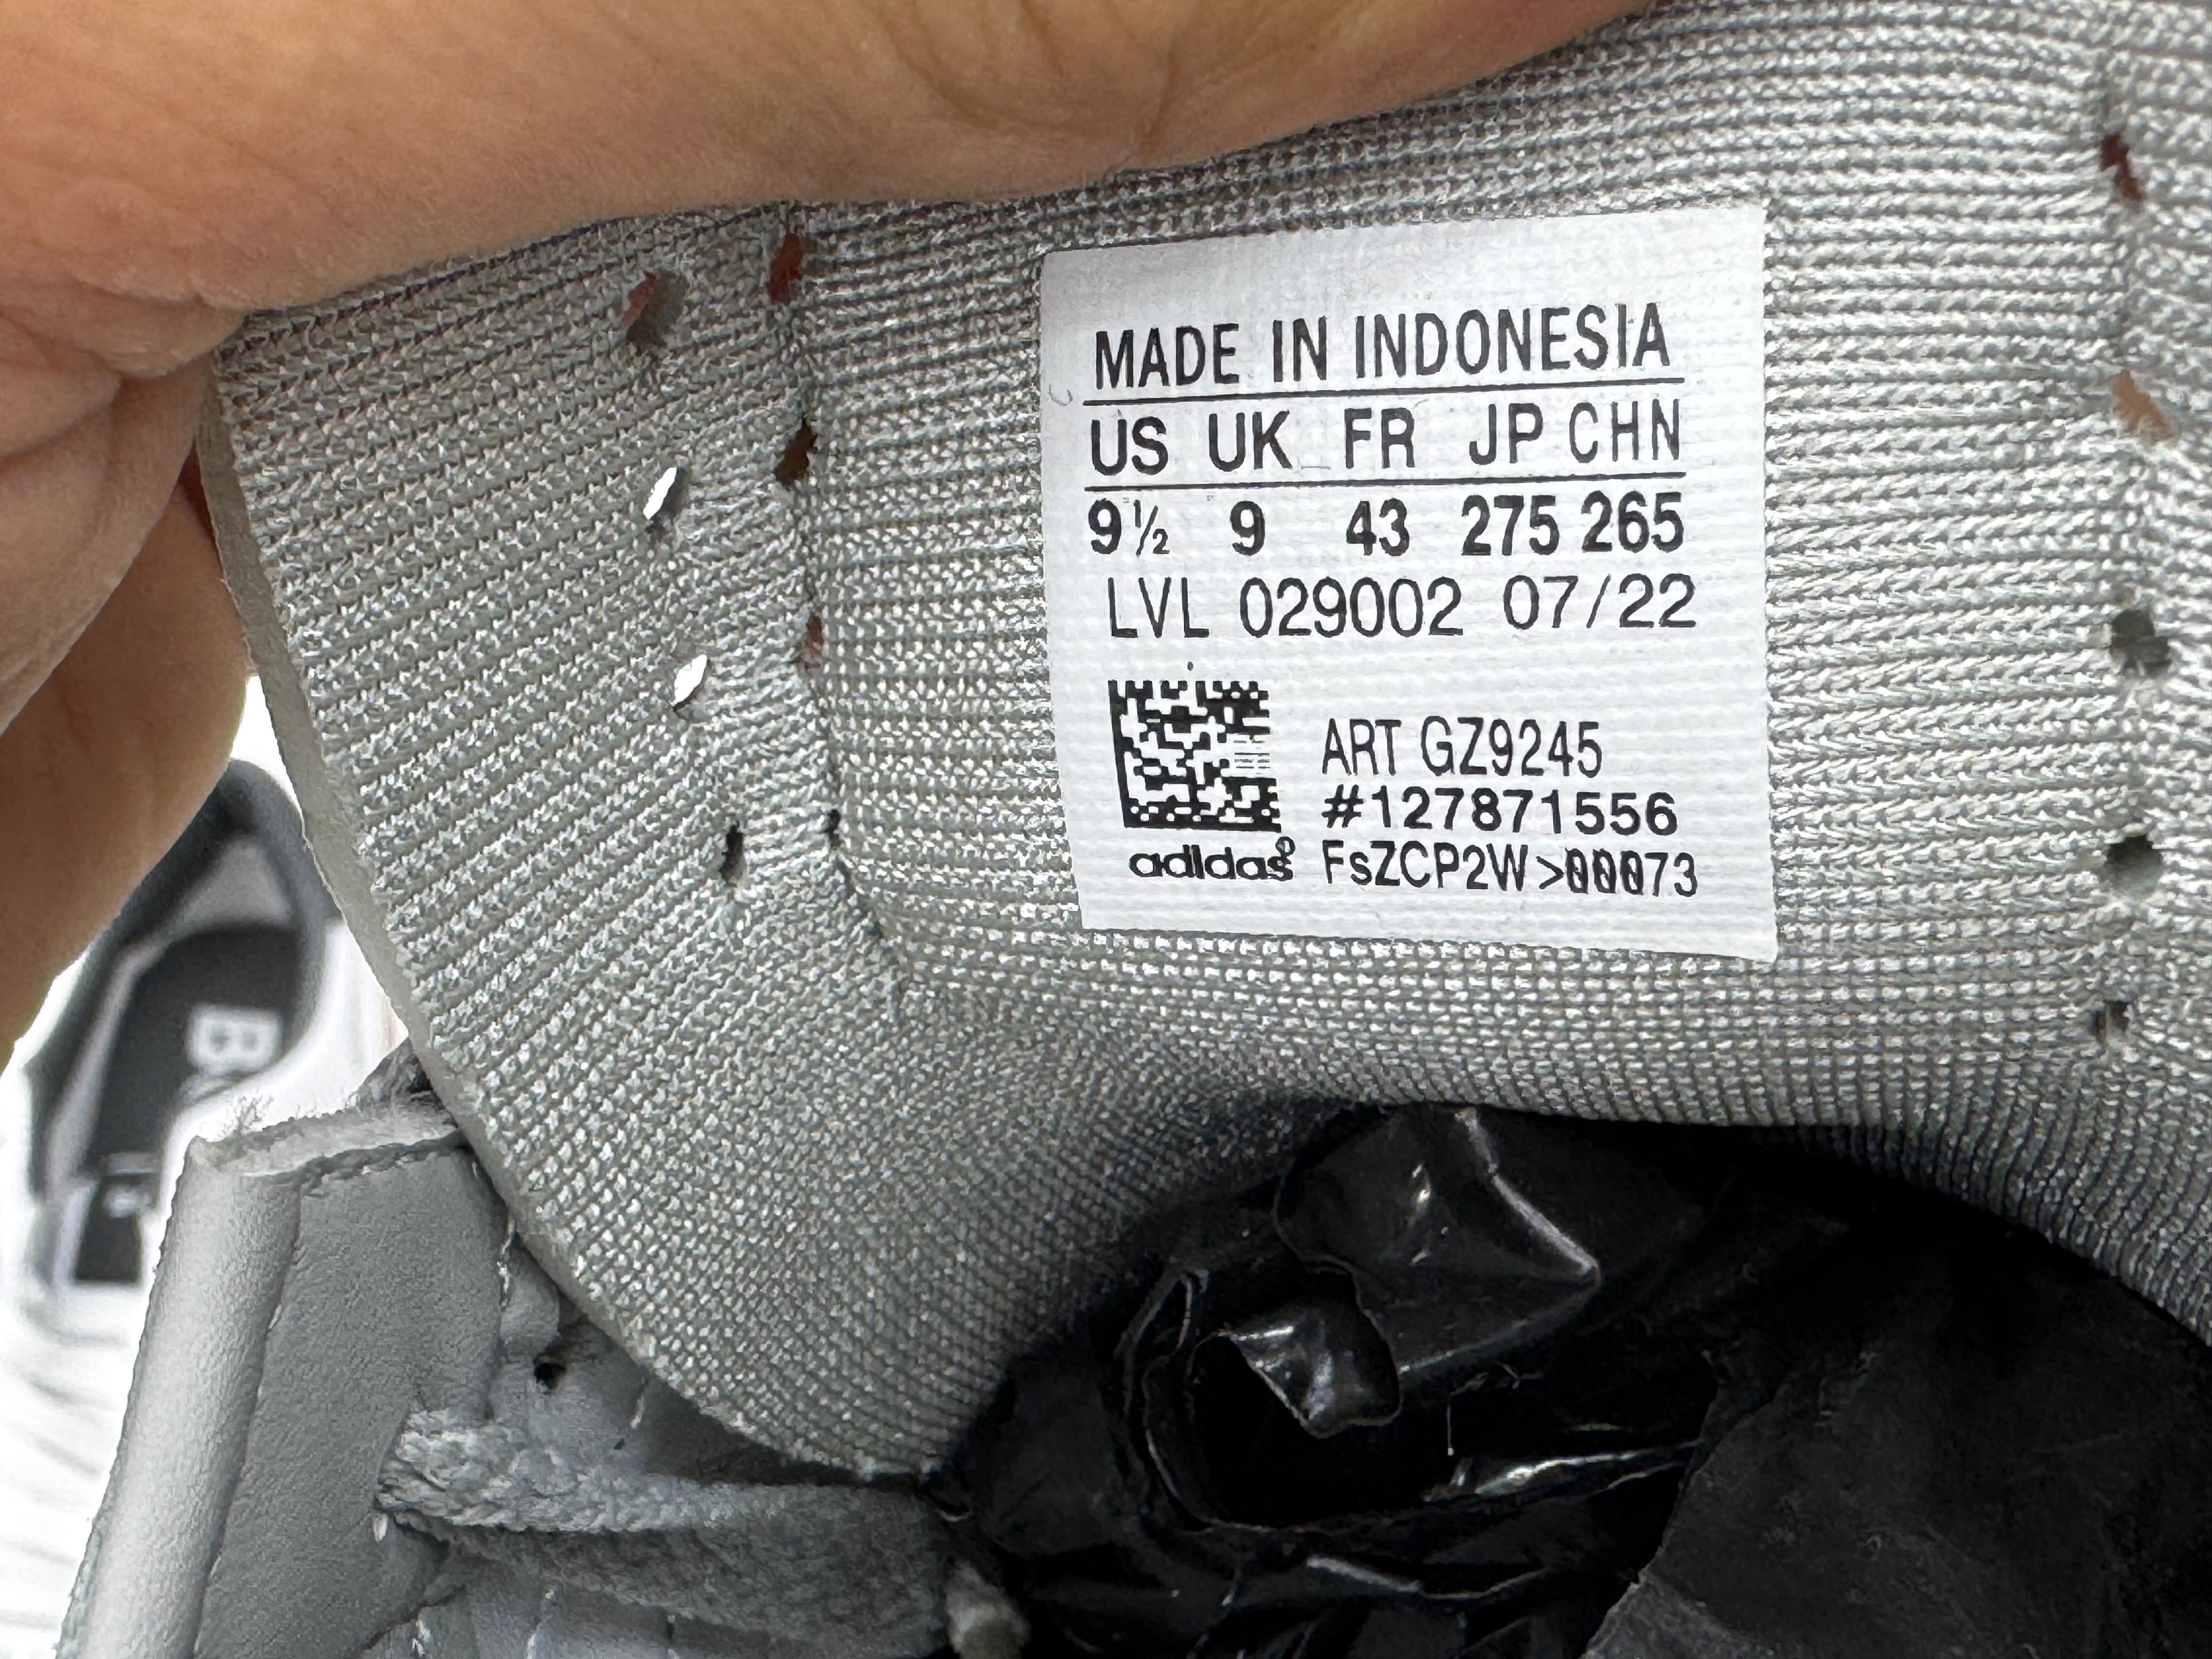 MADE IN INDONESIA
US UK FR JP CHN
9½ 9 43 275 265
LVL 029002 07/22
ART GZ9245
#127871556
adidas FsZCP2W>00073